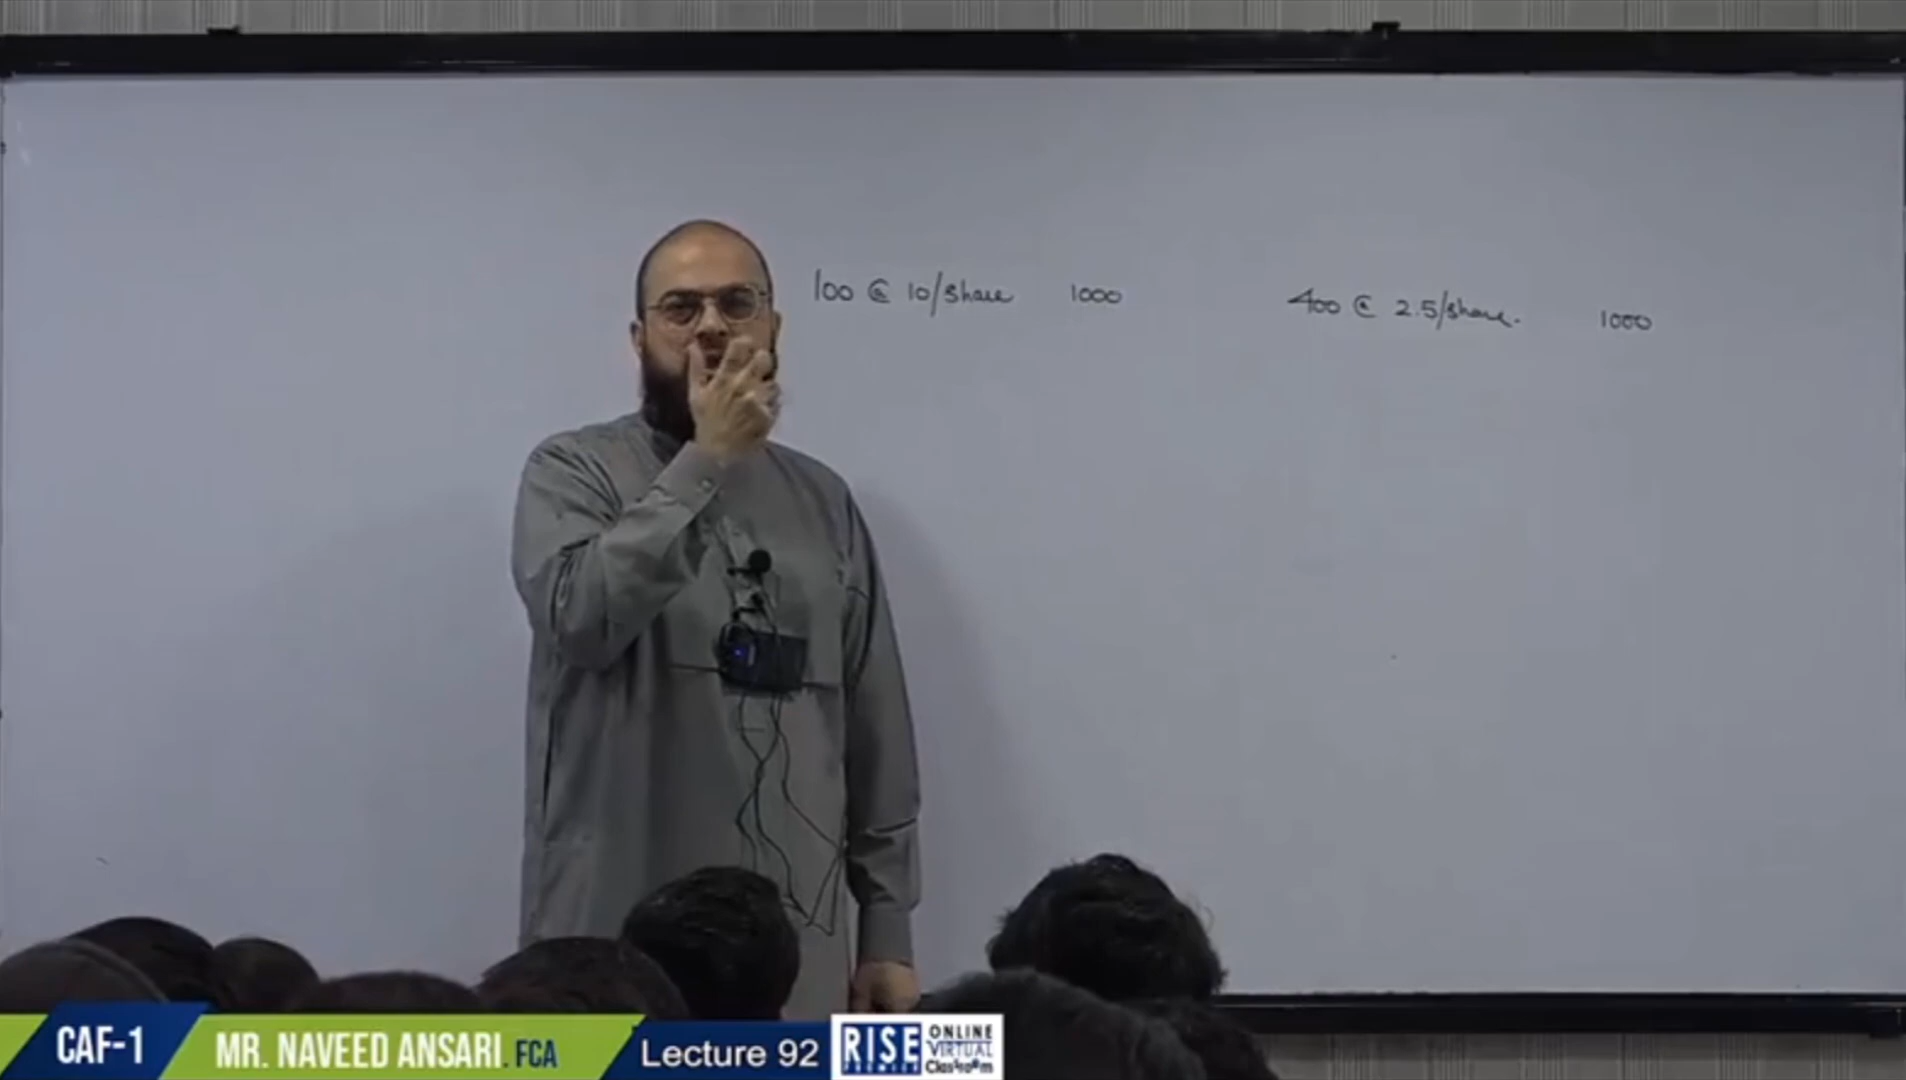 100 @ 10/share 1000
400 @ 2.5/share. 1000
CAF-1
MR. NAVEED ANSARI. FCA
Lecture 92
RISE
PREMIER
ONLINE
VIRTUAL
Classroom